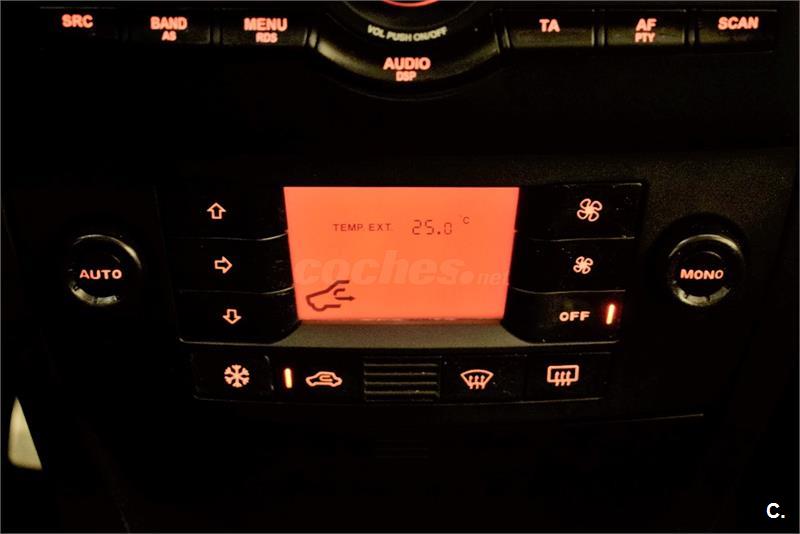 SRC
BAND
AS
MENU
RDS
VOL PUSH ON/OFF
AUDIO
DSP
TA
AF
PTY
SCAN
TEMP. EXT. 25.0 °C
coches.net
AUTO
MONO
OFF
C.